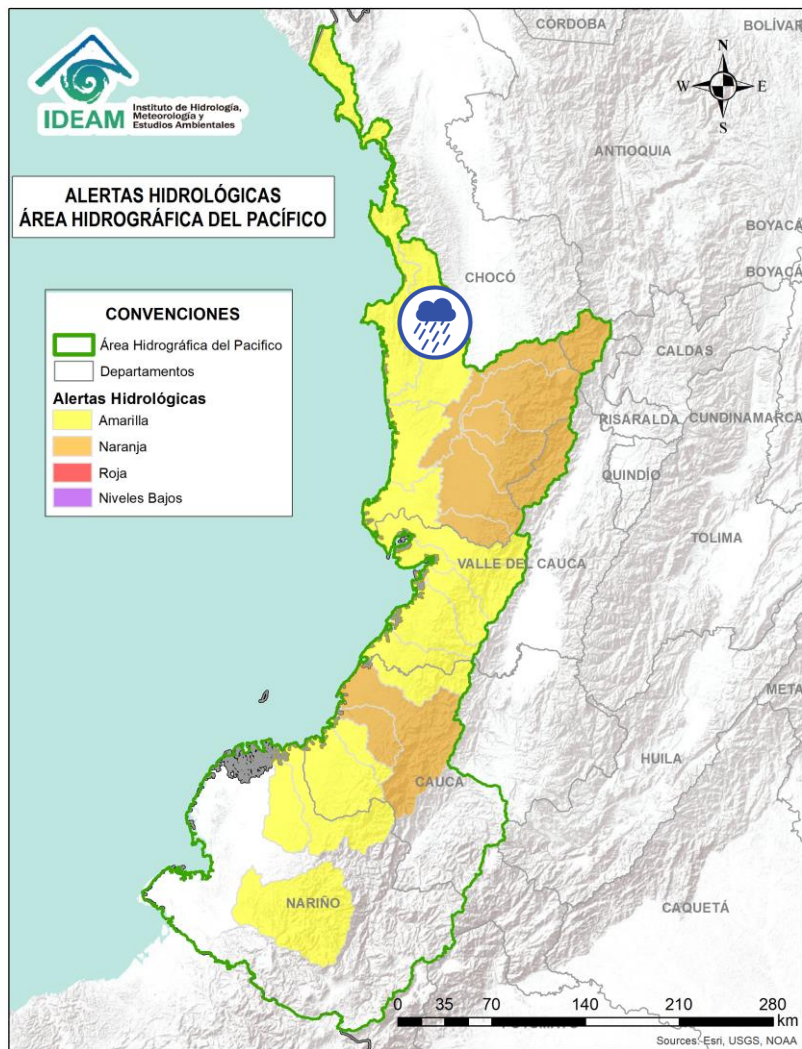 CÓRDOBA
BOLÍVAR
N
W
E
S
IDEAM
Instituto de Hidrología,
Meteorología y
Estudios Ambientales
ANTIOQUIA
ALERTAS HIDROLÓGICAS
ÁREA HIDROGRÁFICA DEL PACÍFICO
BOYACÁ
BOYACÁ
CHOCÓ
CONVENCIONES
Área Hidrográfica del Pacifico
Departamentos
Alertas Hidrológicas
Amarilla
Naranja
Roja
Niveles Bajos
CALDAS
RISARALDA
CUNDINAMARCA
QUINDÍO
TOLIMA
VALLE DEL CAUCA
META
HUILA
CAUCA
NARIÑO
CAQUETÁ
0 35 70 140 210 280
km
Sources: Esri, USGS, NOAA